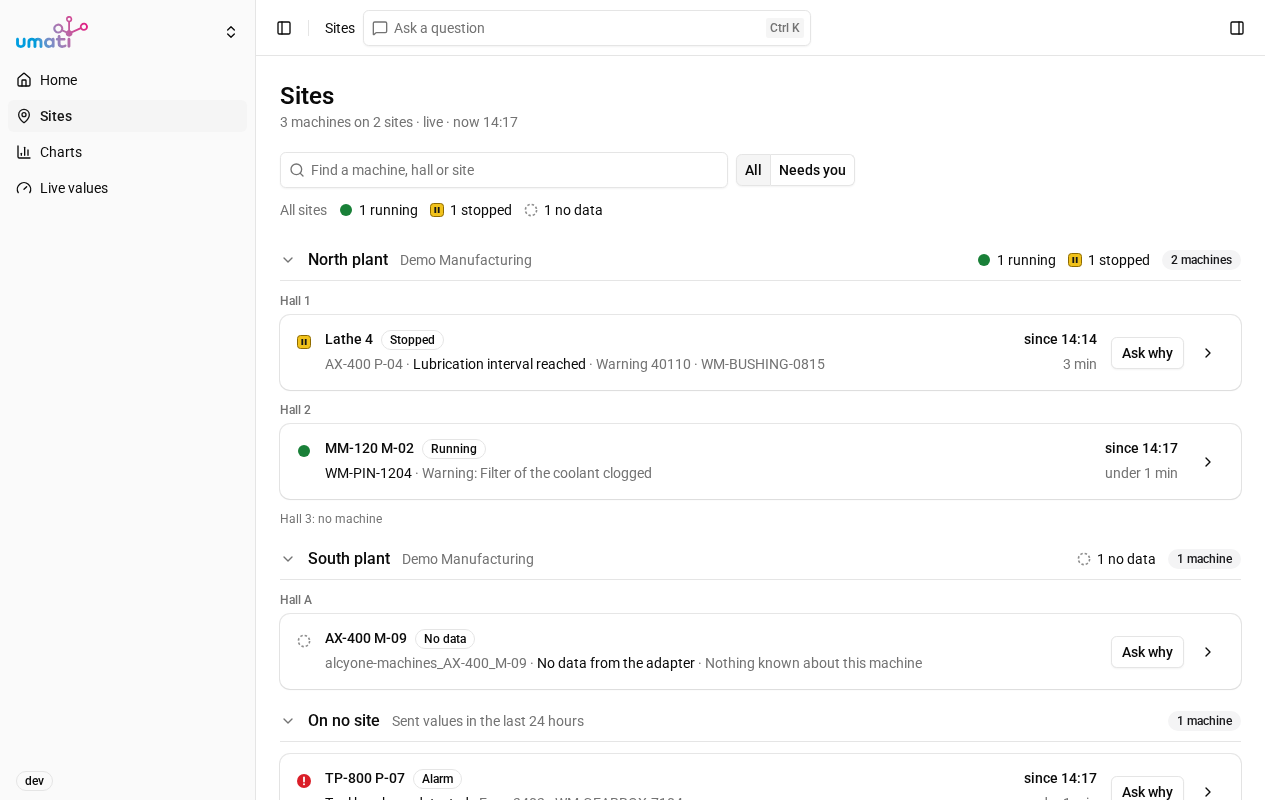 umati
Home
Sites
Charts
Live values
dev
Sites
Ask a question
Ctrl K
Sites
3 machines on 2 sites · live · now 14:17
Find a machine, hall or site
All
Needs you
All sites 1 running 1 stopped 1 no data
North plant Demo Manufacturing 1 running 1 stopped 2 machines
Hall 1
Lathe 4 Stopped since 14:14
AX-400 P-04 · Lubrication interval reached · Warning 40110 · WM-BUSHING-0815 3 min
Ask why
Hall 2
MM-120 M-02 Running since 14:17
WM-PIN-1204 · Warning: Filter of the coolant clogged under 1 min
Hall 3: no machine
South plant Demo Manufacturing 1 no data 1 machine
Hall A
AX-400 M-09 No data
alcyone-machines_AX-400_M-09 · No data from the adapter · Nothing known about this machine
Ask why
On no site Sent values in the last 24 hours 1 machine
TP-800 P-07 Alarm since 14:17
Ask why